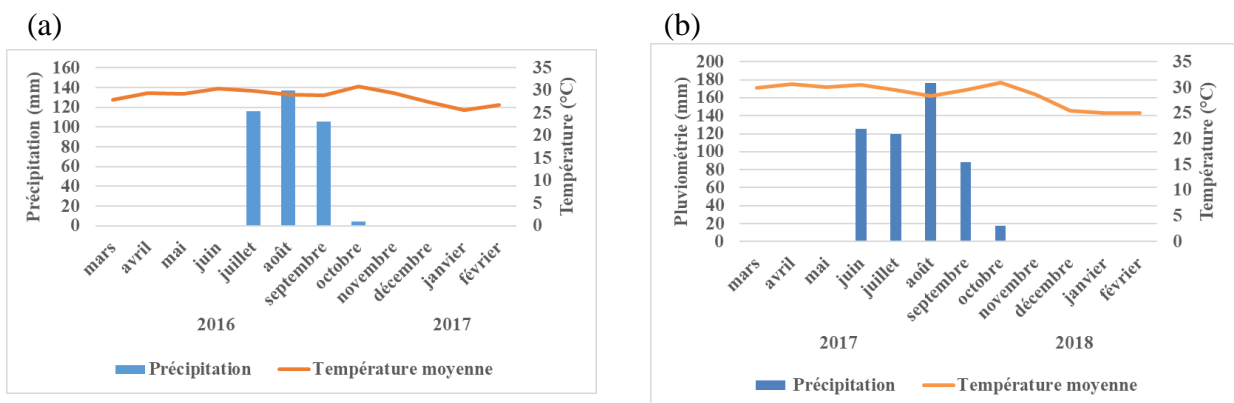 (a)
Précipitation (mm)
160
140
120
100
80
60
40
20
0
35
30
25
20
15
10
5
0
Température (°C)
mars
avril
mai
juin
juillet
août
septembre
octobre
novembre
décembre
janvier
février
2016
2017
Précipitation
Température moyenne
(b)
Pluviométrie (mm)
200
180
160
140
120
100
80
60
40
20
0
35
30
25
20
15
10
5
0
Température (°C)
mars
avril
mai
juin
juillet
août
septembre
octobre
novembre
décembre
janvier
février
2017
2018
Précipitation
Température moyenne